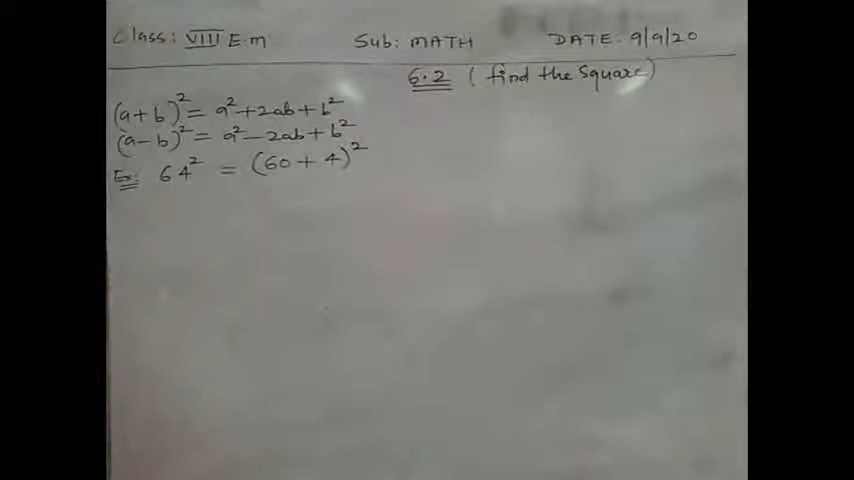 Class: VIII E.m Sub: MATH DATE: 9/9/20
6.2 ( find the Square)
(a+b)² = a²+2ab+b²
(a-b)² = a²-2ab+b²
Ex: 64² = (60+4)²